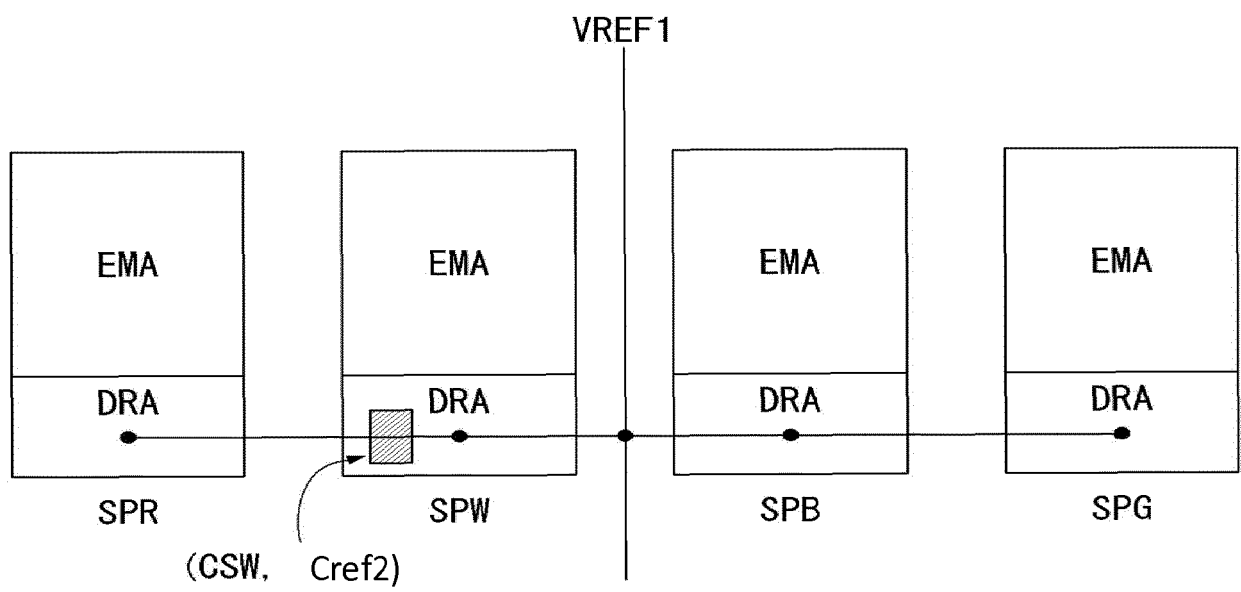 VREF1
EMA EMA EMA EMA
DRA DRA DRA DRA
SPR SPW SPB SPG
(CSW, Cref2)